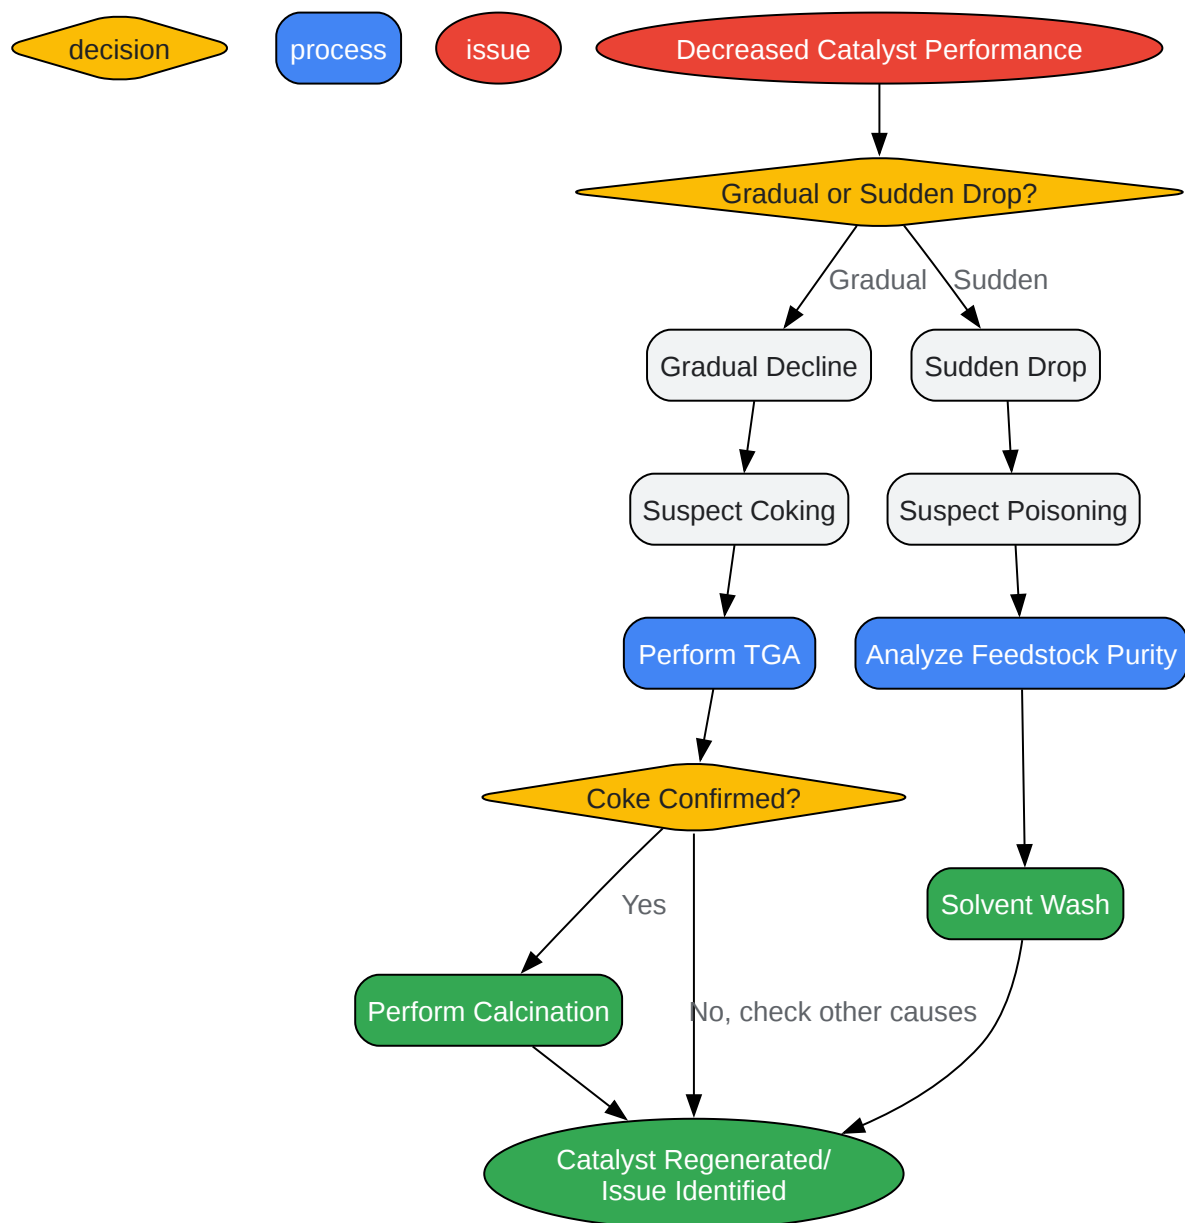 decision
process
issue
Decreased Catalyst Performance
Gradual or Sudden Drop?
Gradual
Sudden
Gradual Decline
Sudden Drop
Suspect Coking
Suspect Poisoning
Perform TGA
Analyze Feedstock Purity
Coke Confirmed?
Yes
Solvent Wash
Perform Calcination
No, check other causes
Catalyst Regenerated/
Issue Identified